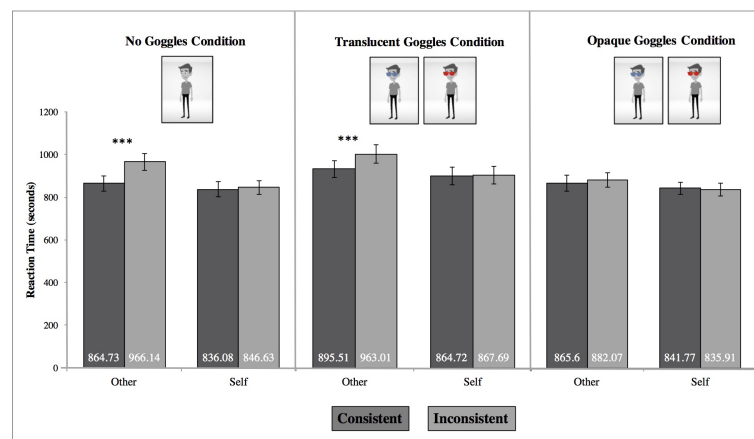 No Goggles Condition
Translucent Goggles Condition
Opaque Goggles Condition
Reaction Time (seconds)
1200
1000
800
600
400
200
0
***
***
864.73 966.14 836.08 846.63 895.51 963.01 864.72 867.69 865.6 882.07 841.77 835.91
Other Self Other Self Other Self
Consistent Inconsistent